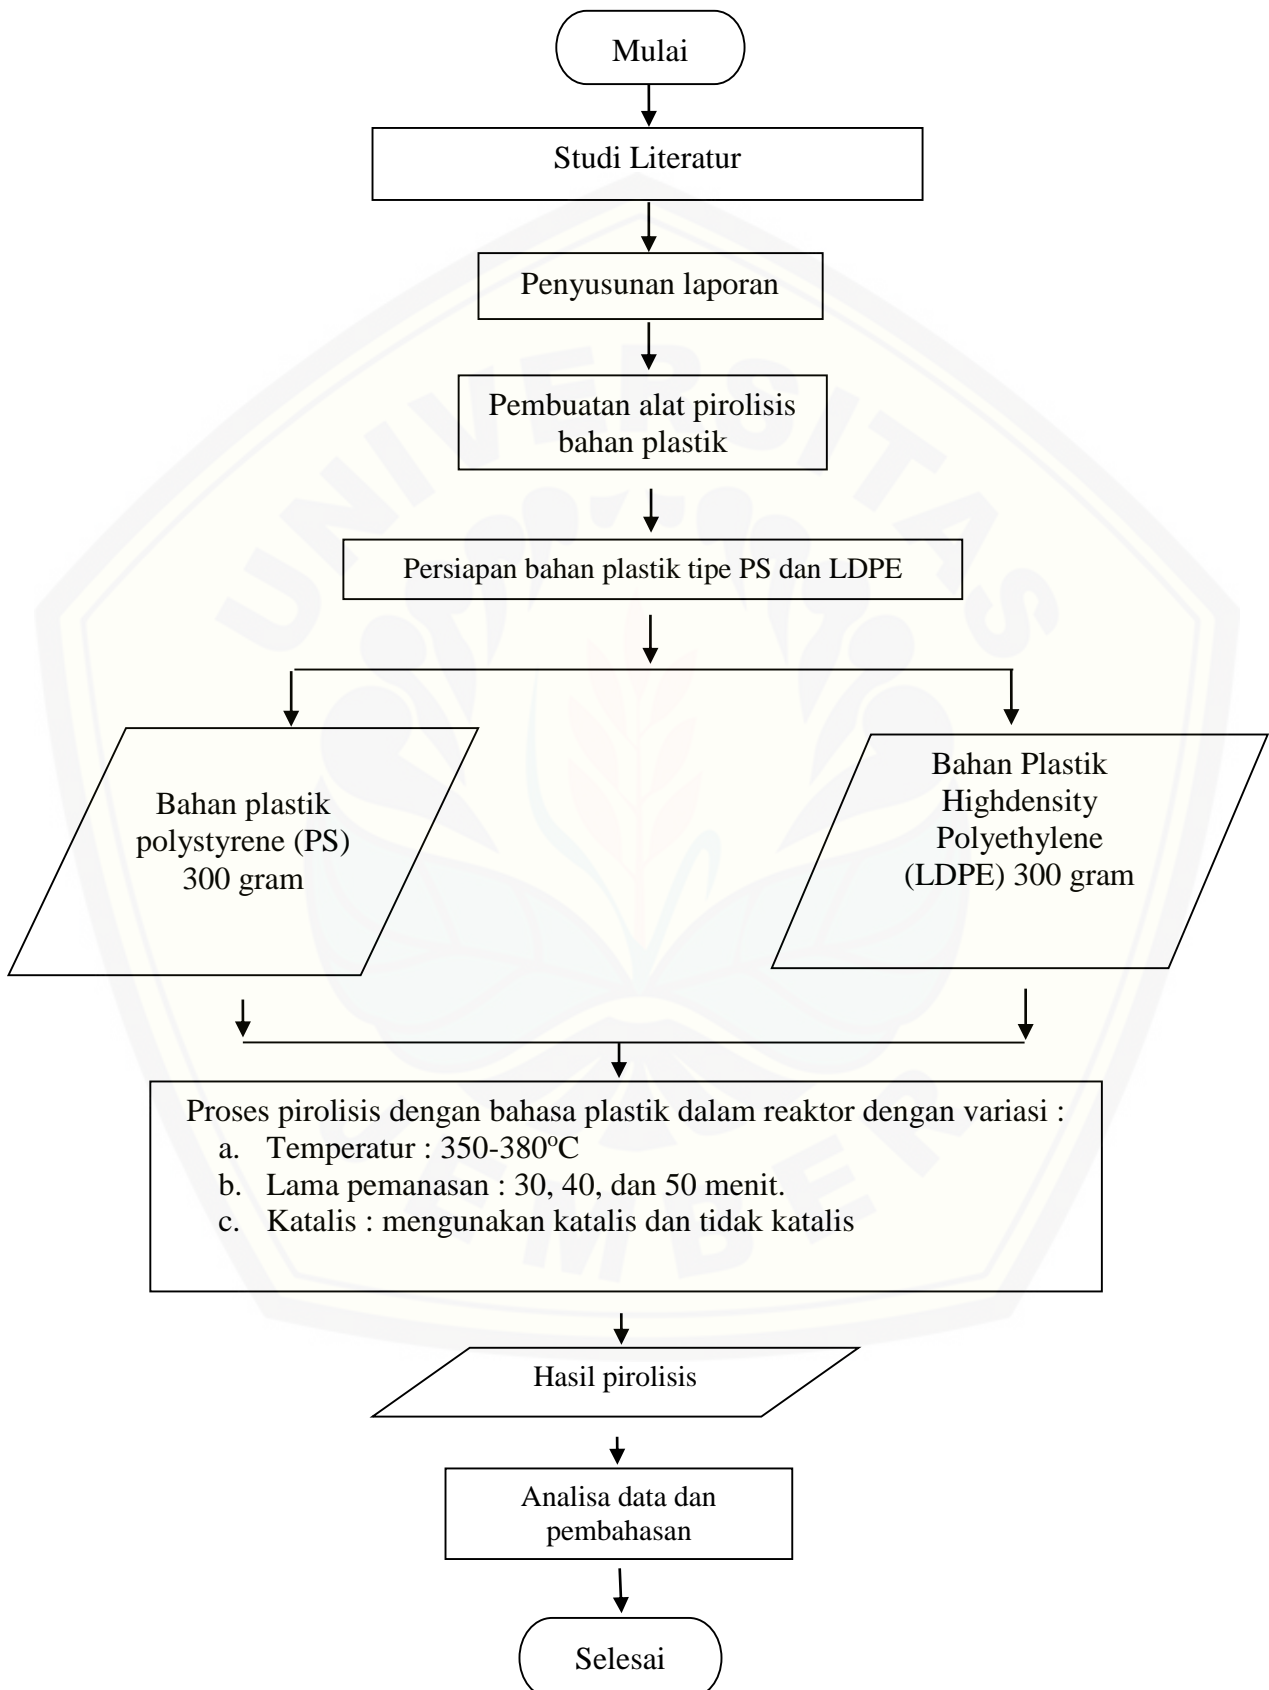 Mulai
Studi Literatur
Penyusunan laporan
Pembuatan alat pirolisis
bahan plastik
Persiapan bahan plastik tipe PS dan LDPE
Bahan plastik
polystyrene (PS)
300 gram
Bahan Plastik
Highdensity
Polyethylene
(LDPE) 300 gram
Proses pirolisis dengan bahasa plastik dalam reaktor dengan variasi :
a. Temperatur : 350-380ºC
b. Lama pemanasan : 30, 40, dan 50 menit.
c. Katalis : mengunakan katalis dan tidak katalis
Hasil pirolisis
Analisa data dan
pembahasan
Selesai
UNIVERSITAS
JEMBER